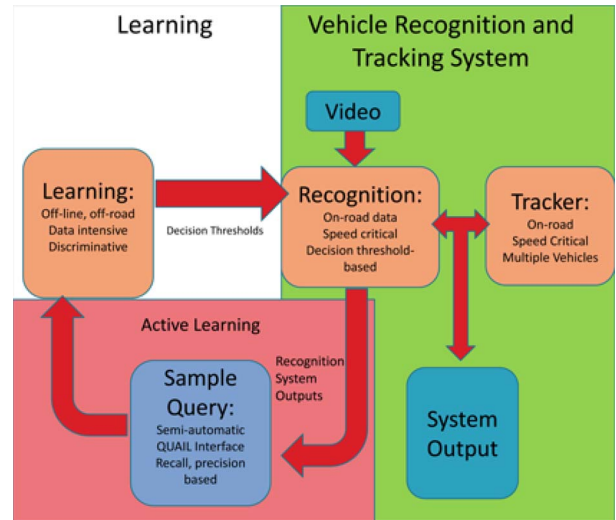 Learning
Vehicle Recognition and
Tracking System
Video
Learning:
Off-line, off-road
Data intensive
Discriminative
Decision Thresholds
Recognition:
On-road data
Speed critical
Decision threshold-
based
Tracker:
On-road
Speed Critical
Multiple Vehicles
Active Learning
Recognition
System
Outputs
Sample
Query:
Semi-automatic
QUAIL Interface
Recall, precision
based
System
Output